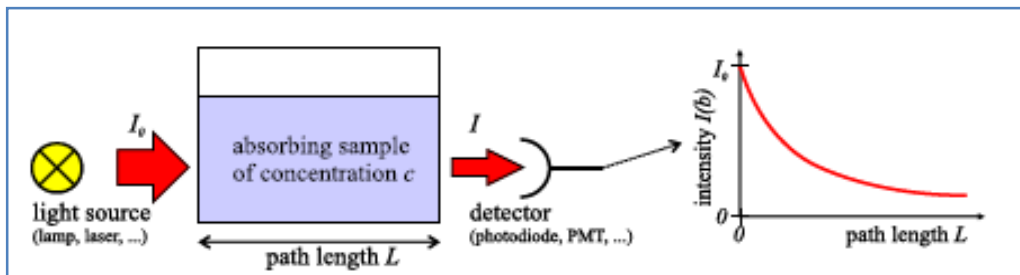 I₀
light source
(lamp, laser, ...)
absorbing sample
of concentration c
path length L
I
detector
(photodiode, PMT, ...)
I₀
intensity I(b)
0
0
path length L